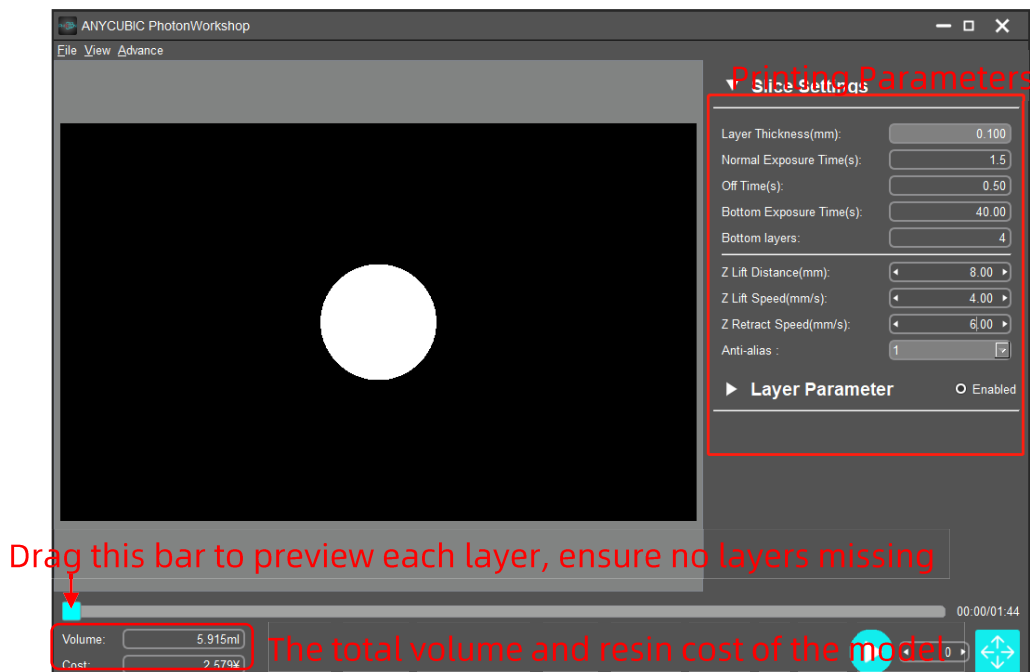 ANYCUBIC PhotonWorkshop
File View Advance
Printing Parameters
Slice Settings
Layer Thickness(mm): 0.100
Normal Exposure Time(s): 1.5
Off Time(s): 0.50
Bottom Exposure Time(s): 40.00
Bottom layers: 4
Z Lift Distance(mm): 8.00
Z Lift Speed(mm/s): 4.00
Z Retract Speed(mm/s): 6.00
Anti-alias : 1
Layer Parameter Enabled
Drag this bar to preview each layer, ensure no layers missing
00:00/01:44
Volume: 5.915ml
The total volume and resin cost of the model
0
Cost: 2.579¥